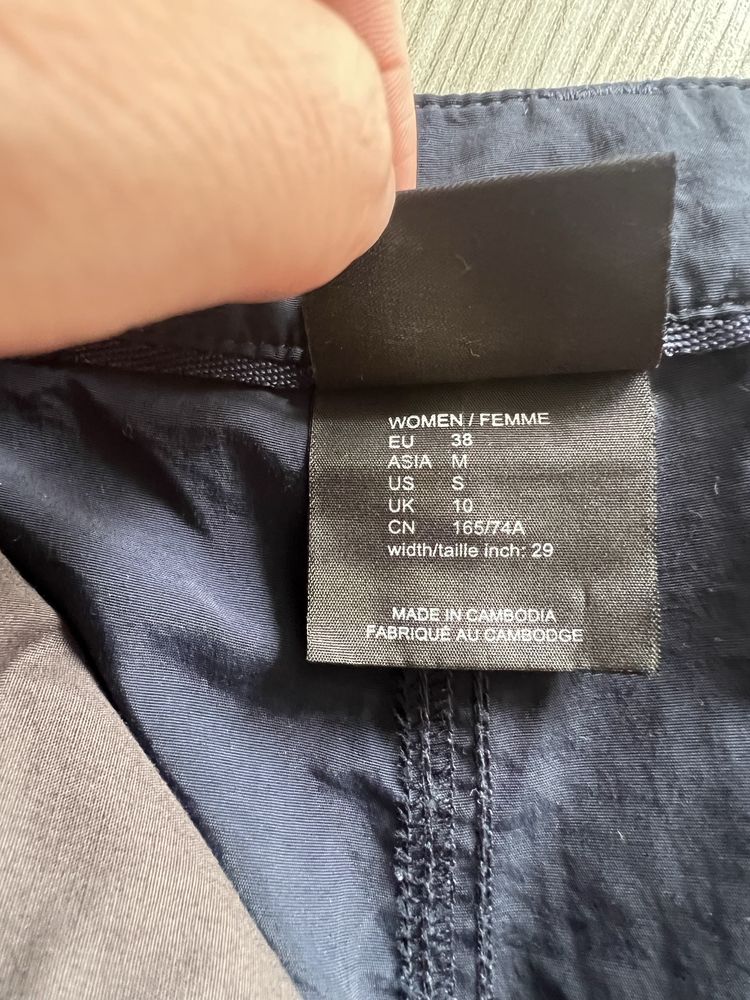 WOMEN / FEMME
EU 38
ASIA M
US S
UK 10
CN 165/74A
width/taille inch: 29
MADE IN CAMBODIA
FABRIQUÉ AU CAMBODGE